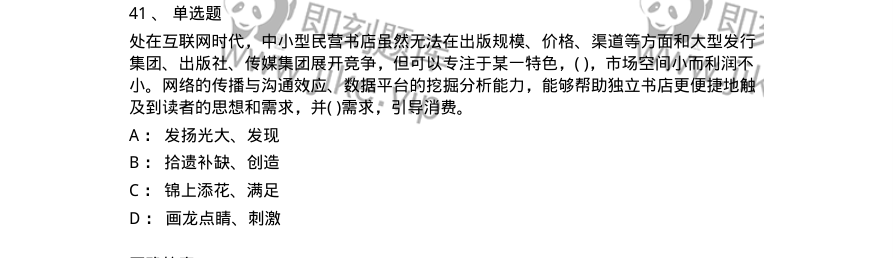 41 、 单选题
处在互联网时代，中小型民营书店虽然无法在出版规模、价格、渠道等方面和大型发行
集团、出版社、传媒集团展开竞争，但可以专注于某一特色，( )，市场空间小而利润不
小。网络的传播与沟通效应、数据平台的挖掘分析能力，能够帮助独立书店更便捷地触
及到读者的思想和需求，并( )需求，引导消费。
A： 发扬光大、发现
B： 拾遗补缺、创造
C： 锦上添花、满足
D： 画龙点睛、刺激